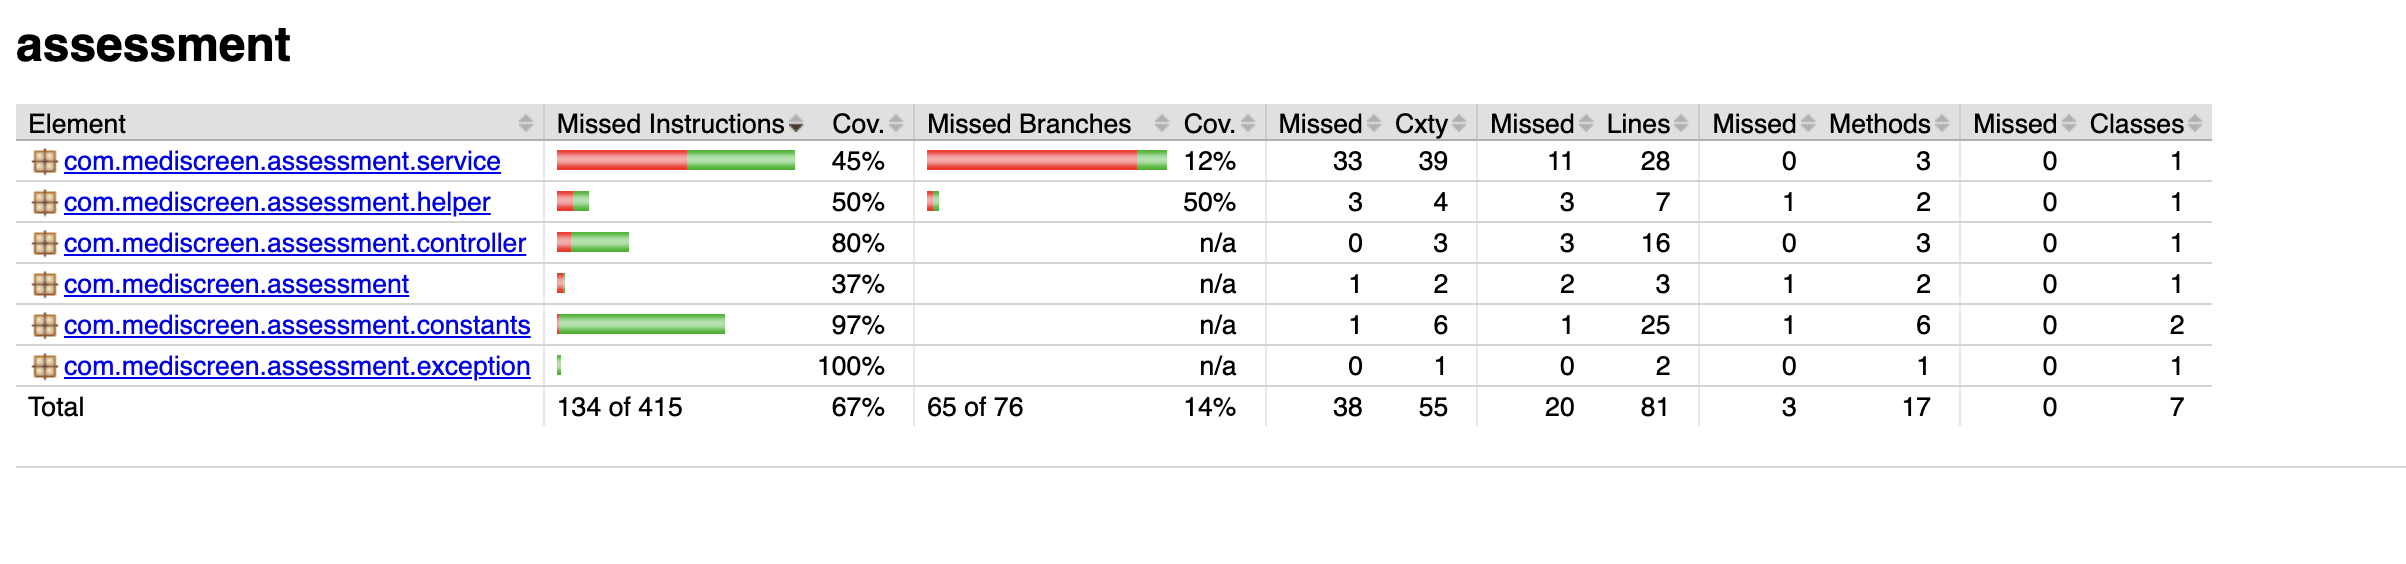 assessment
Element Missed Instructions Cov. Missed Branches Cov. Missed Cxty Missed Lines Missed Methods Missed Classes
com.mediscreen.assessment.service 45% 12% 33 39 11 28 0 3 0 1
com.mediscreen.assessment.helper 50% 50% 3 4 3 7 1 2 0 1
com.mediscreen.assessment.controller 80% n/a 0 3 3 16 0 3 0 1
com.mediscreen.assessment 37% n/a 1 2 2 3 1 2 0 1
com.mediscreen.assessment.constants 97% n/a 1 6 1 25 1 6 0 2
com.mediscreen.assessment.exception 100% n/a 0 1 0 2 0 1 0 1
Total 134 of 415 67% 65 of 76 14% 38 55 20 81 3 17 0 7